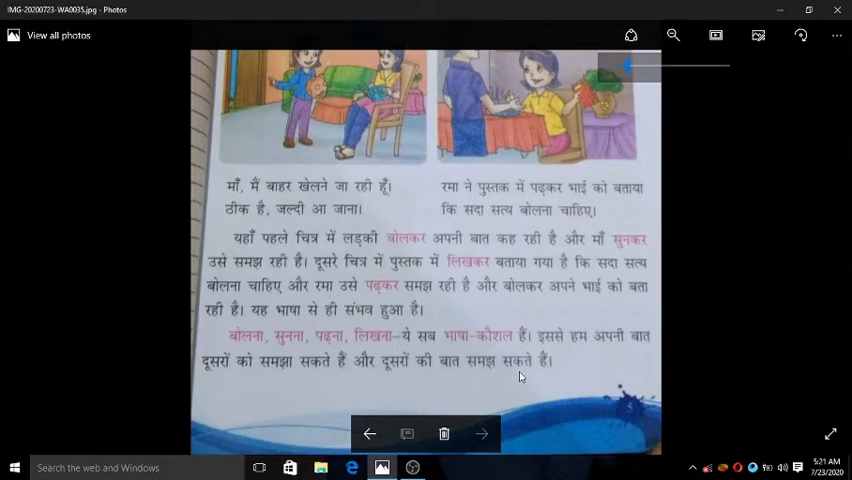 IMG-20200723-WA0035.jpg - Photos
View all photos
माँ, मैं बाहर खेलने जा रही हूँ।
ठीक है, जल्दी आ जाना।
रमा ने पुस्तक में पढ़कर भाई को बताया
कि सदा सत्य बोलना चाहिए।
यहाँ पहले चित्र में लड़की बोलकर अपनी बात कह रही है और माँ सुनकर
उसे समझ रही है। दूसरे चित्र में पुस्तक में लिखकर बताया गया है कि सदा सत्य
बोलना चाहिए और रमा उसे पढ़कर समझ रही है और बोलकर अपने भाई को बता
रही है। यह भाषा से ही संभव हुआ है।
बोलना, सुनना, पढ़ना, लिखना–ये सब भाषा-कौशल हैं। इससे हम अपनी बात
दूसरों को समझा सकते हैं और दूसरों की बात समझ सकते हैं।
Search the web and Windows
5:21 AM
7/23/2020